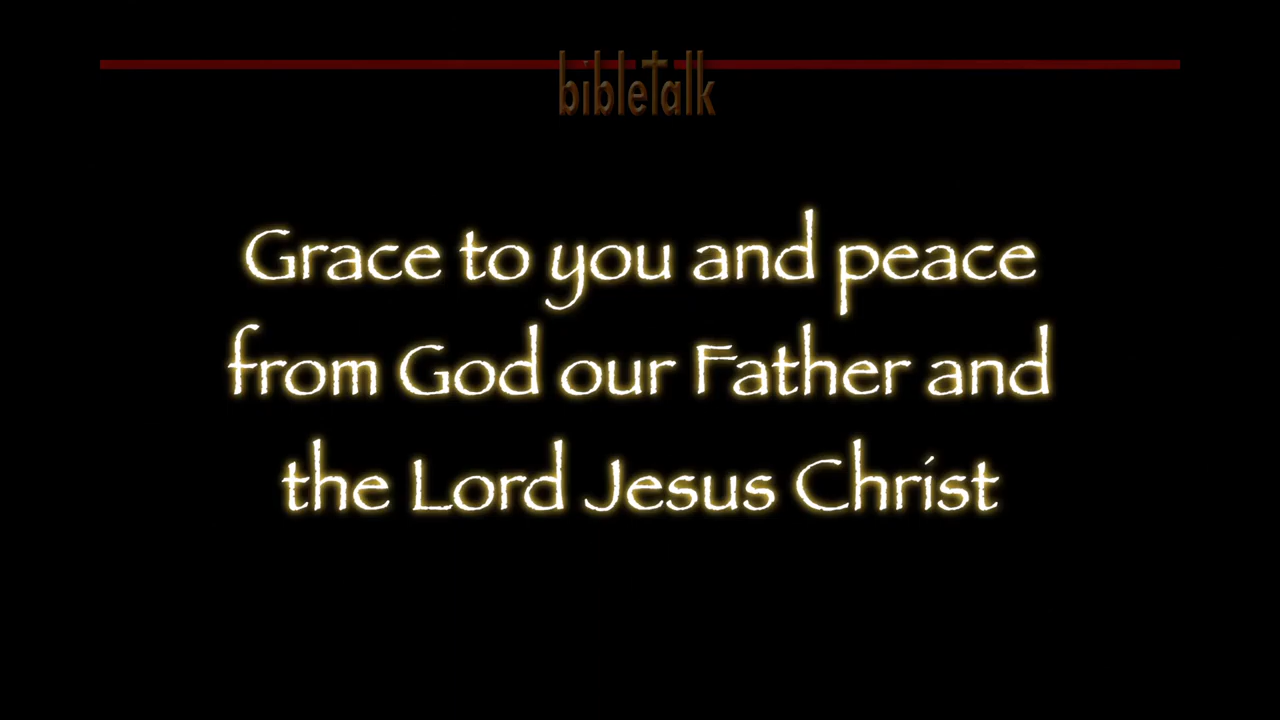 bibleTalk
Grace to you and peace
from God our Father and
the Lord Jesus Christ